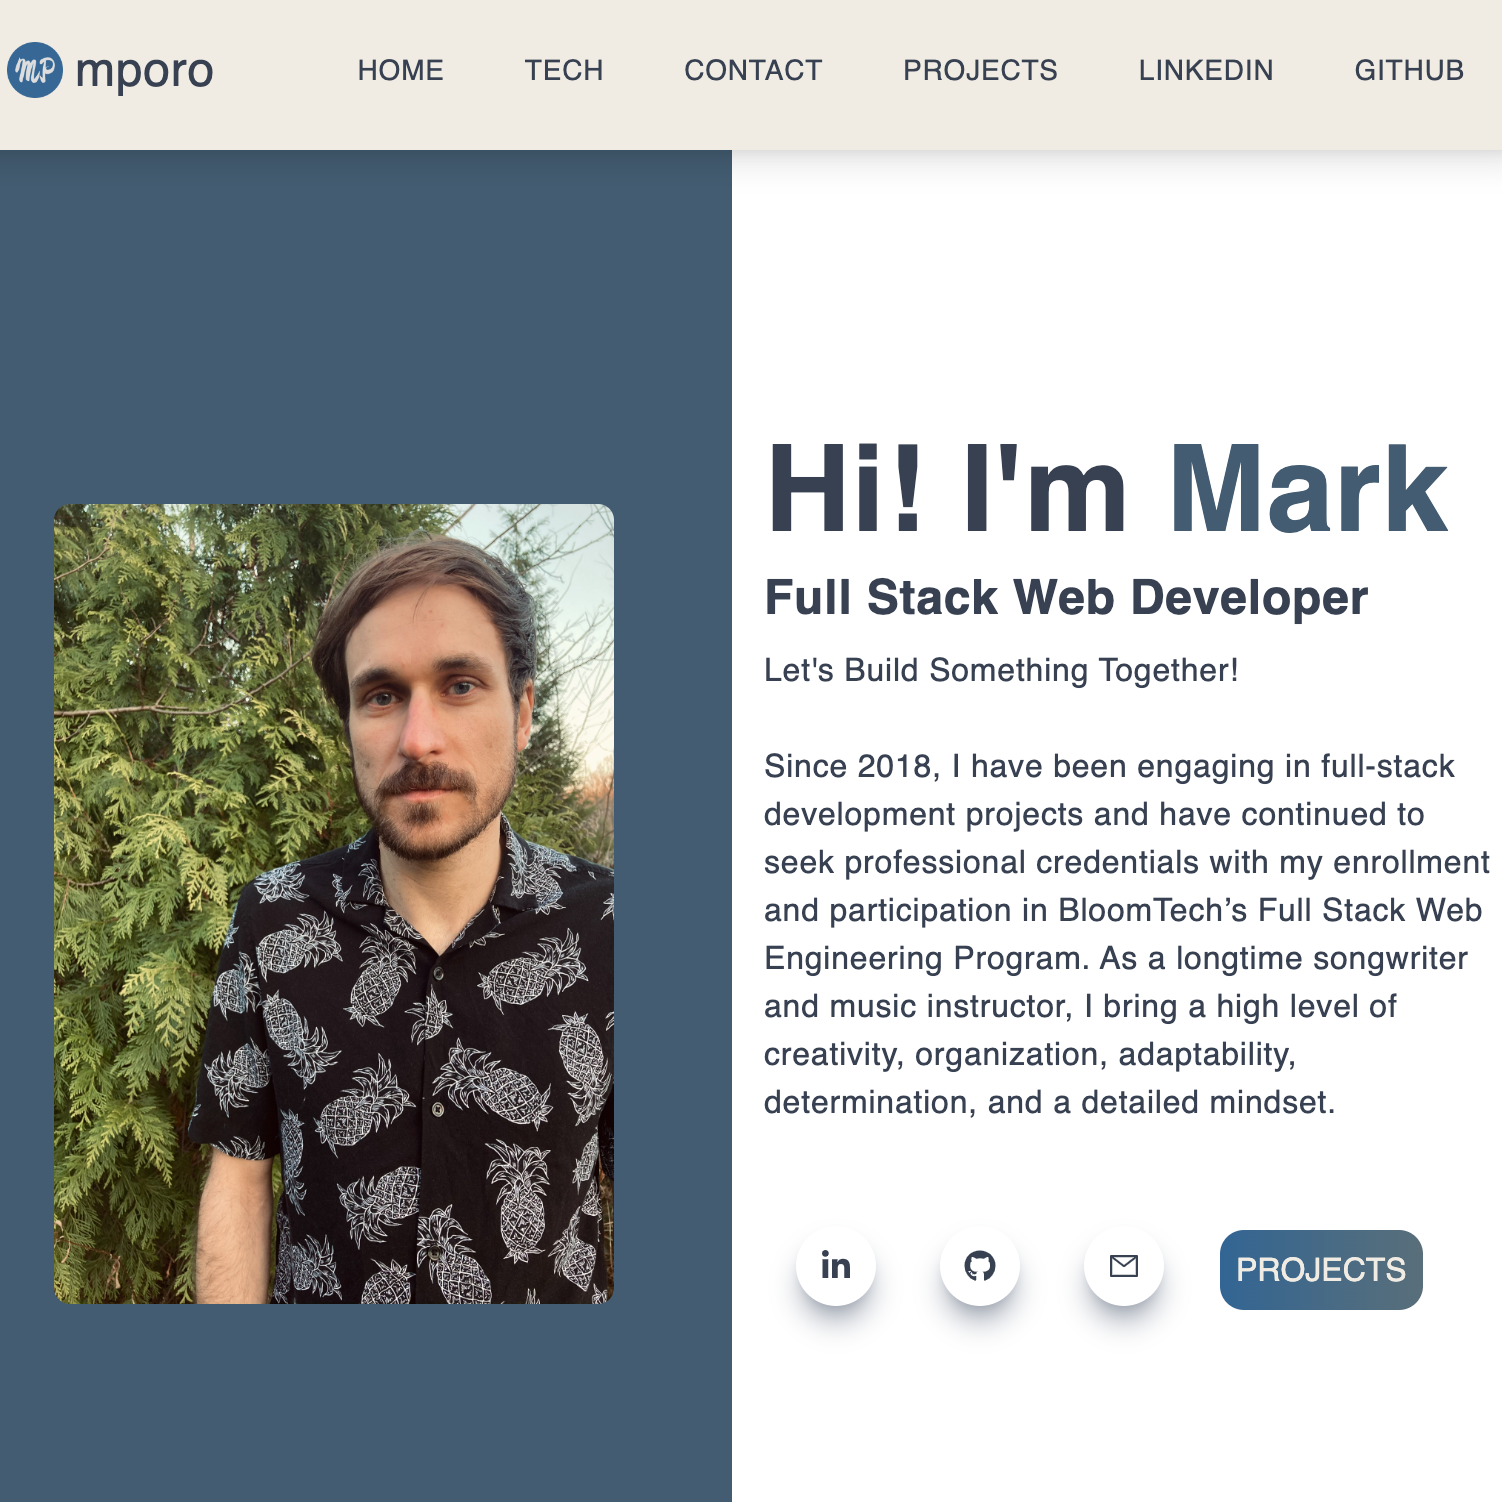 MP mporo HOME TECH CONTACT PROJECTS LINKEDIN GITHUB
Hi! I'm Mark
Full Stack Web Developer
Let's Build Something Together!
Since 2018, I have been engaging in full-stack
development projects and have continued to
seek professional credentials with my enrollment
and participation in BloomTech’s Full Stack Web
Engineering Program. As a longtime songwriter
and music instructor, I bring a high level of
creativity, organization, adaptability,
determination, and a detailed mindset.
in PROJECTS